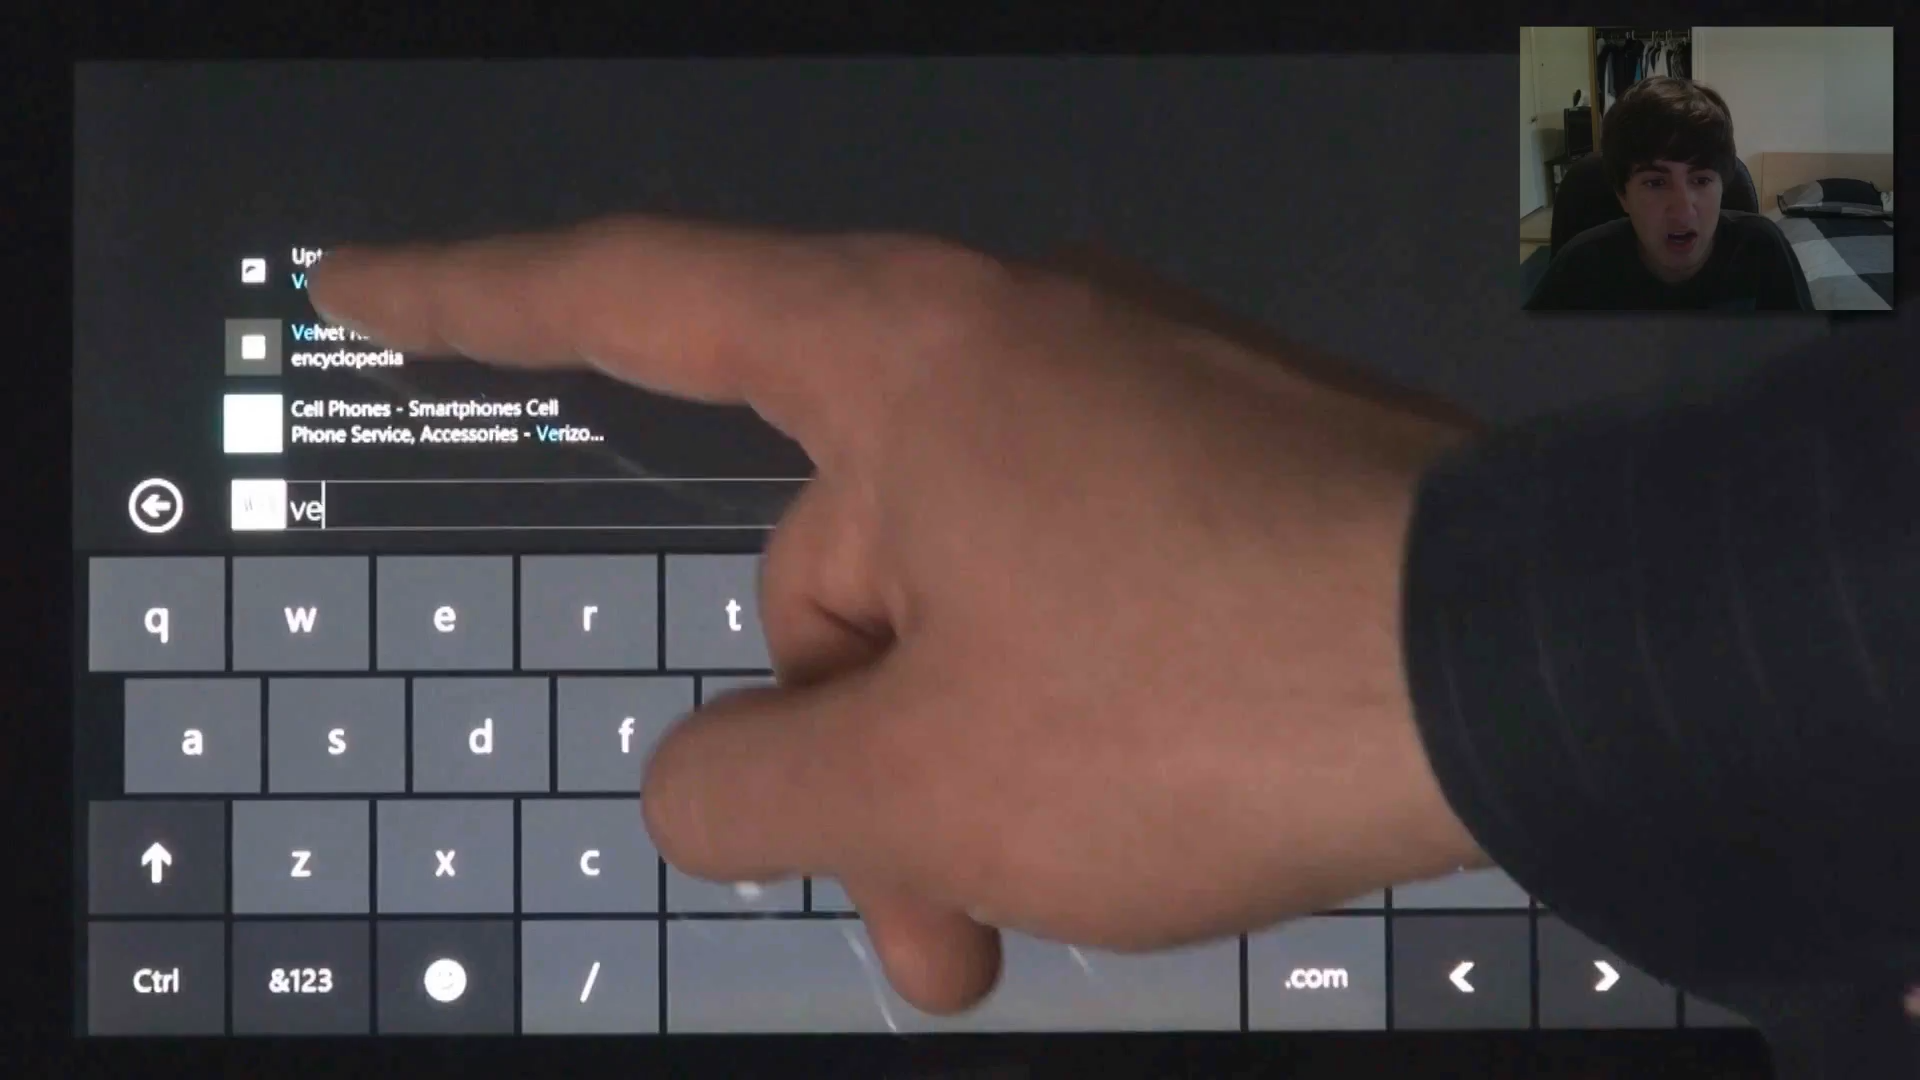 Velvet
encyclopedia
Cell Phones - Smartphones Cell
Phone Service, Accessories - Verizo...
ve
q w e r t
a s d f
z x c
Ctrl &123 / .com < >